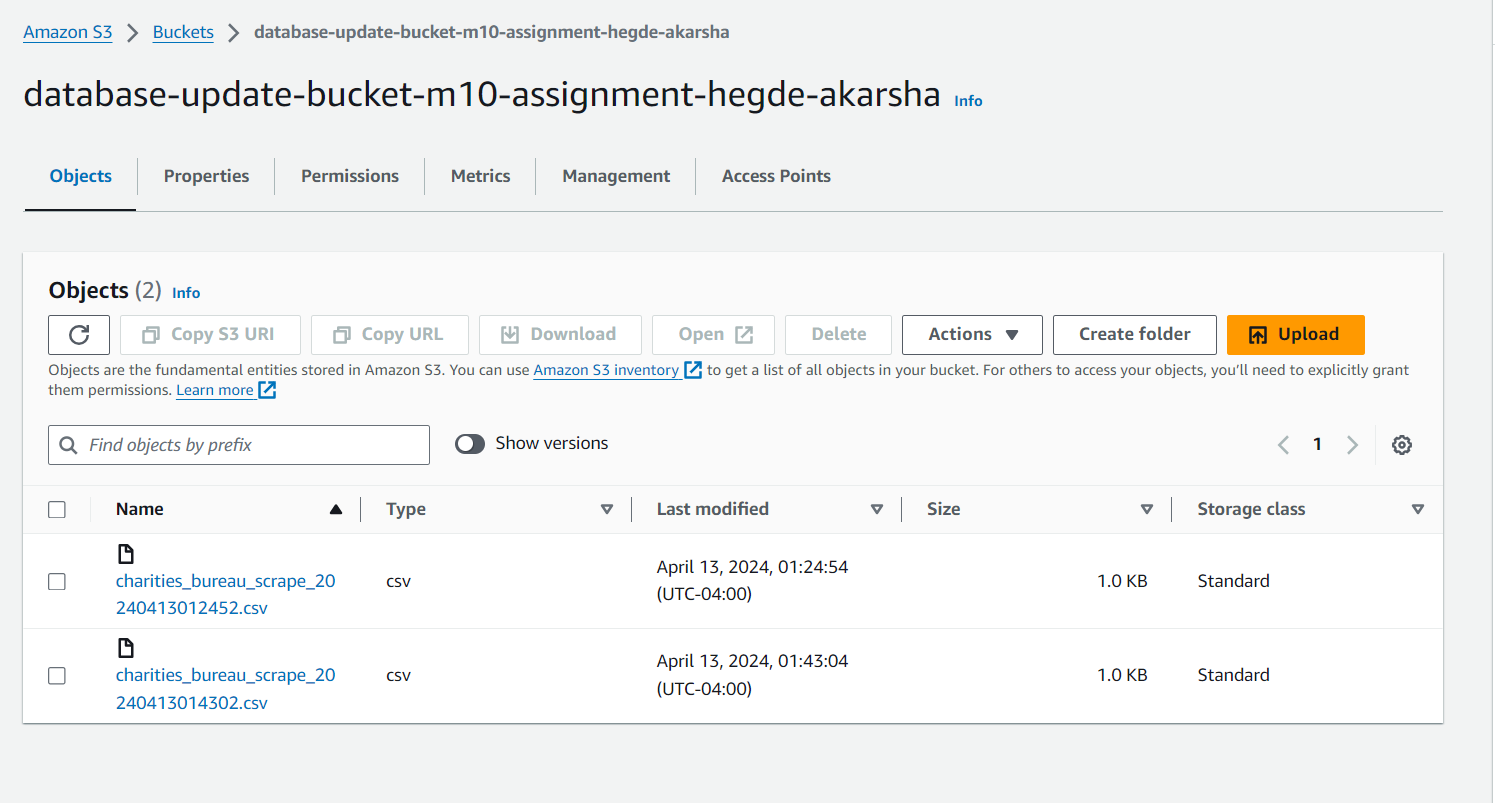 Amazon S3 > Buckets > database-update-bucket-m10-assignment-hegde-akarsha
database-update-bucket-m10-assignment-hegde-akarsha Info
Objects Properties Permissions Metrics Management Access Points
Objects (2) Info
Copy S3 URI Copy URL Download Open Delete Actions Create folder Upload
Objects are the fundamental entities stored in Amazon S3. You can use Amazon S3 inventory to get a list of all objects in your bucket. For others to access your objects, you'll need to explicitly grant
them permissions. Learn more
Find objects by prefix Show versions 1
Name Type Last modified Size Storage class
charities_bureau_scrape_20
240413012452.csv
csv
April 13, 2024, 01:24:54
(UTC-04:00)
1.0 KB
Standard
charities_bureau_scrape_20
240413014302.csv
csv
April 13, 2024, 01:43:04
(UTC-04:00)
1.0 KB
Standard